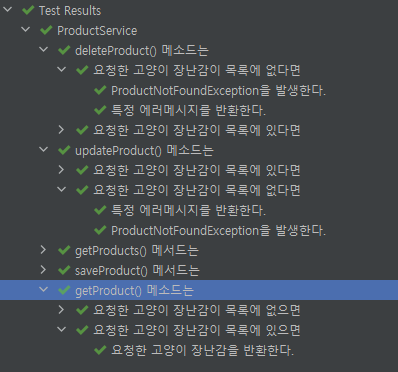 Test Results
ProductService
deleteProduct() 메소드는
요청한 고양이 장난감이 목록에 없다면
ProductNotFoundException을 발생한다.
특정 에러메시지를 반환한다.
요청한 고양이 장난감이 목록에 있다면
updateProduct() 메소드는
요청한 고양이 장난감이 목록에 있다면
요청한 고양이 장난감이 목록에 없다면
특정 에러메시지를 반환한다.
ProductNotFoundException을 발생한다.
getProducts() 메서드는
saveProduct() 메서드는
getProduct() 메소드는
요청한 고양이 장난감이 목록에 없으면
요청한 고양이 장난감이 목록에 있으면
요청한 고양이 장난감을 반환한다.